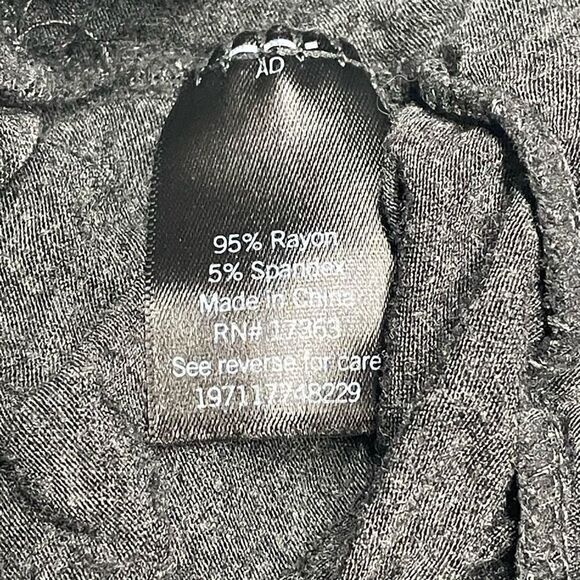 AD
95% Rayon
5% Spandex
Made in China
RN# 17363
See reverse for care
197117748229